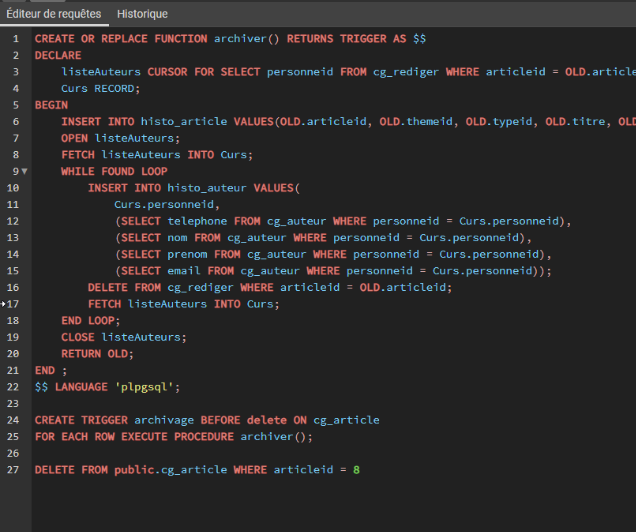 Éditeur de requêtes Historique
1 CREATE OR REPLACE FUNCTION archiver() RETURNS TRIGGER AS $$
2 DECLARE
3 listeAuteurs CURSOR FOR SELECT personneid FROM cg_rediger WHERE articleid = OLD.article
4 Curs RECORD;
5 BEGIN
6 INSERT INTO histo_article VALUES(OLD.articleid, OLD.themeid, OLD.typeid, OLD.titre, OLD
7 OPEN listeAuteurs;
8 FETCH listeAuteurs INTO Curs;
9 WHILE FOUND LOOP
10 INSERT INTO histo_auteur VALUES(
11 Curs.personneid,
12 (SELECT telephone FROM cg_auteur WHERE personneid = Curs.personneid),
13 (SELECT nom FROM cg_auteur WHERE personneid = Curs.personneid),
14 (SELECT prenom FROM cg_auteur WHERE personneid = Curs.personneid),
15 (SELECT email FROM cg_auteur WHERE personneid = Curs.personneid));
16 DELETE FROM cg_rediger WHERE articleid = OLD.articleid;
17 FETCH listeAuteurs INTO Curs;
18 END LOOP;
19 CLOSE listeAuteurs;
20 RETURN OLD;
21 END ;
22 $$ LANGUAGE 'plpgsql';
23
24 CREATE TRIGGER archivage BEFORE delete ON cg_article
25 FOR EACH ROW EXECUTE PROCEDURE archiver();
26
27 DELETE FROM public.cg_article WHERE articleid = 8